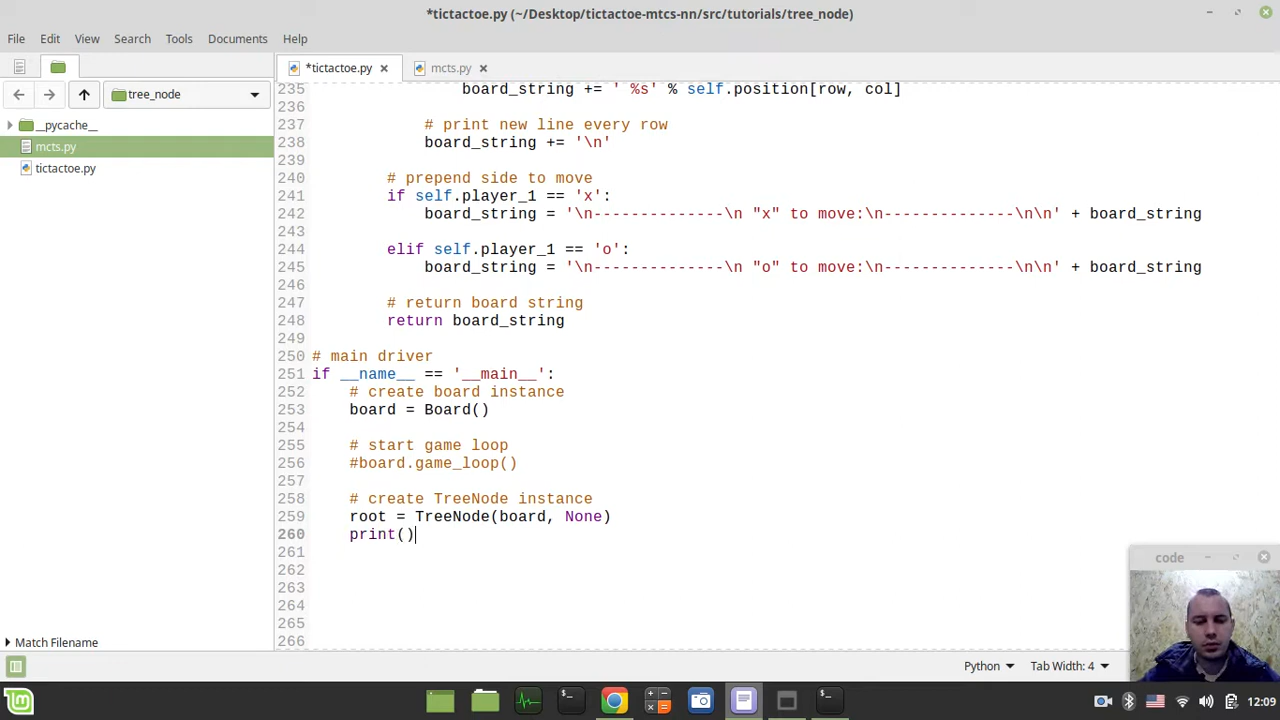 *tictactoe.py (~/Desktop/tictactoe-mtcs-nn/src/tutorials/tree_node)
File Edit View Search Tools Documents Help
tree_node
__pycache__
mcts.py
tictactoe.py
Match Filename
*tictactoe.py
mcts.py
235 board_string += ' %s' % self.position[row, col]
236
237 # print new line every row
238 board_string += '\n'
239
240 # prepend side to move
241 if self.player_1 == 'x':
242 board_string = '\n--------------\n "x" to move:\n--------------\n\n' + board_string
243
244 elif self.player_1 == 'o':
245 board_string = '\n--------------\n "o" to move:\n--------------\n\n' + board_string
246
247 # return board string
248 return board_string
249
250 # main driver
251 if __name__ == '__main__':
252 # create board instance
253 board = Board()
254
255 # start game loop
256 #board.game_loop()
257
258 # create TreeNode instance
259 root = TreeNode(board, None)
260 print()
261
262
263
264
265
266
code
Python Tab Width: 4
12:09